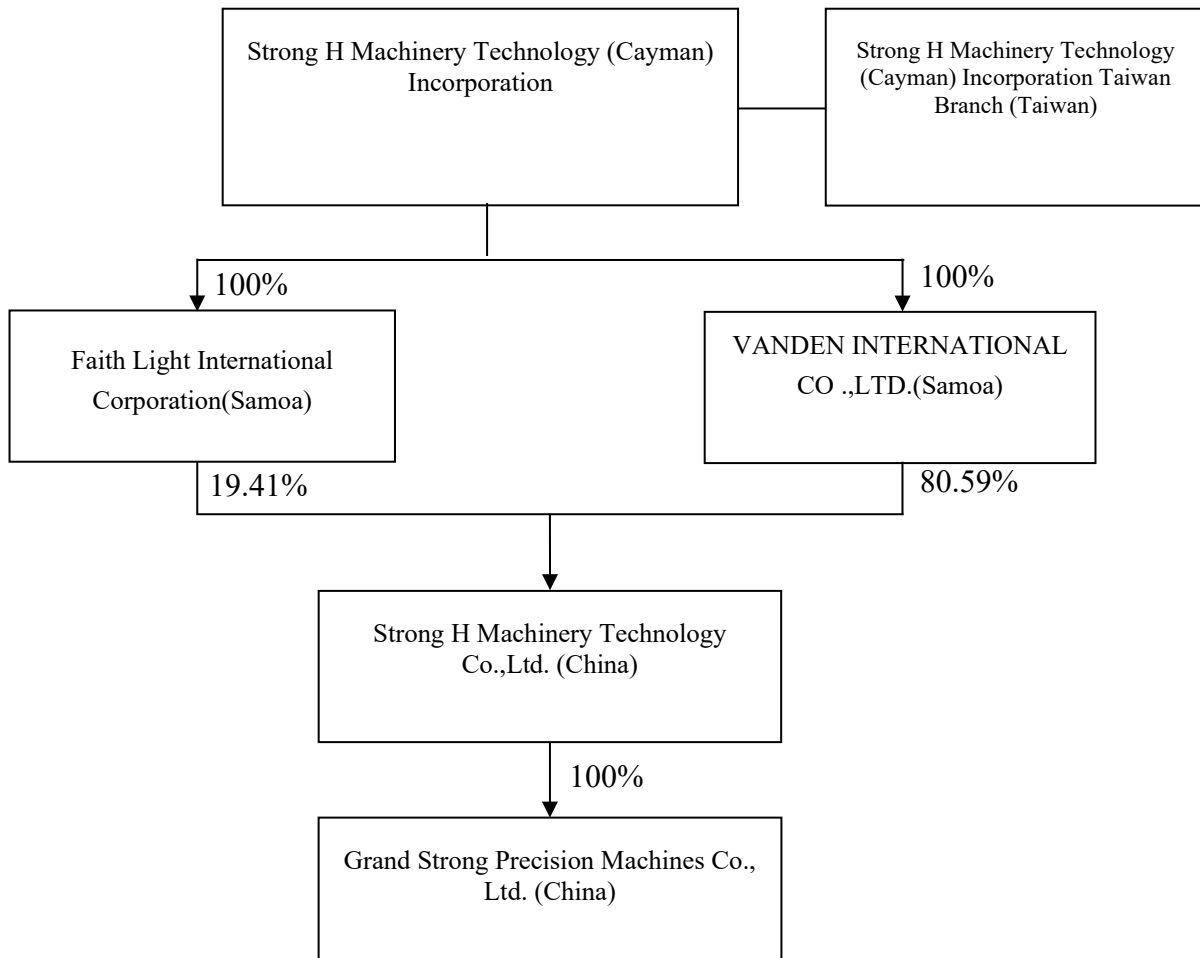 Strong H Machinery Technology (Cayman)
Incorporation
Strong H Machinery Technology
(Cayman) Incorporation Taiwan
Branch (Taiwan)
100%
100%
Faith Light International
Corporation(Samoa)
VANDEN INTERNATIONAL
CO .,LTD.(Samoa)
19.41%
80.59%
Strong H Machinery Technology
Co.,Ltd. (China)
100%
Grand Strong Precision Machines Co.,
Ltd. (China)